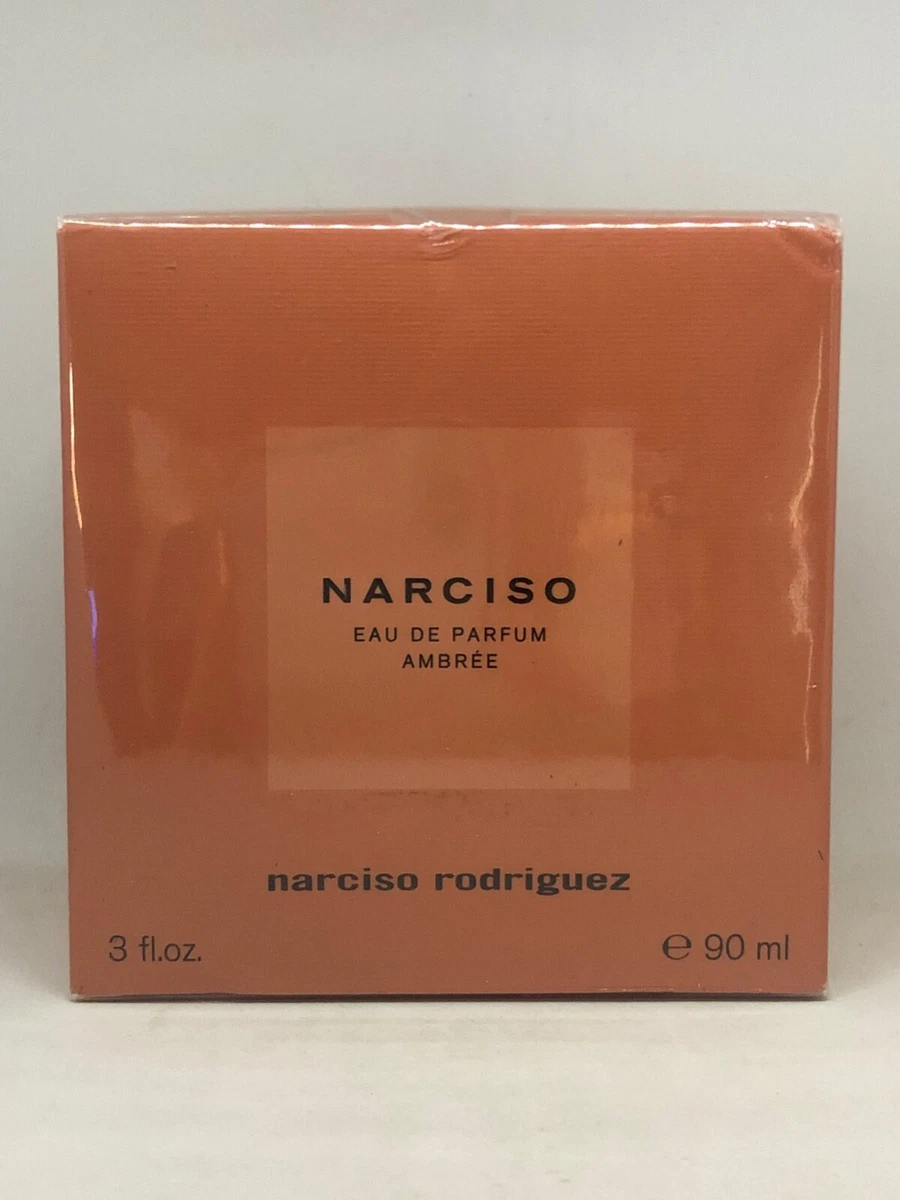 NARCISO
EAU DE PARFUM
AMBRÉE
narciso rodriguez
3 fl.oz.
℮ 90 ml